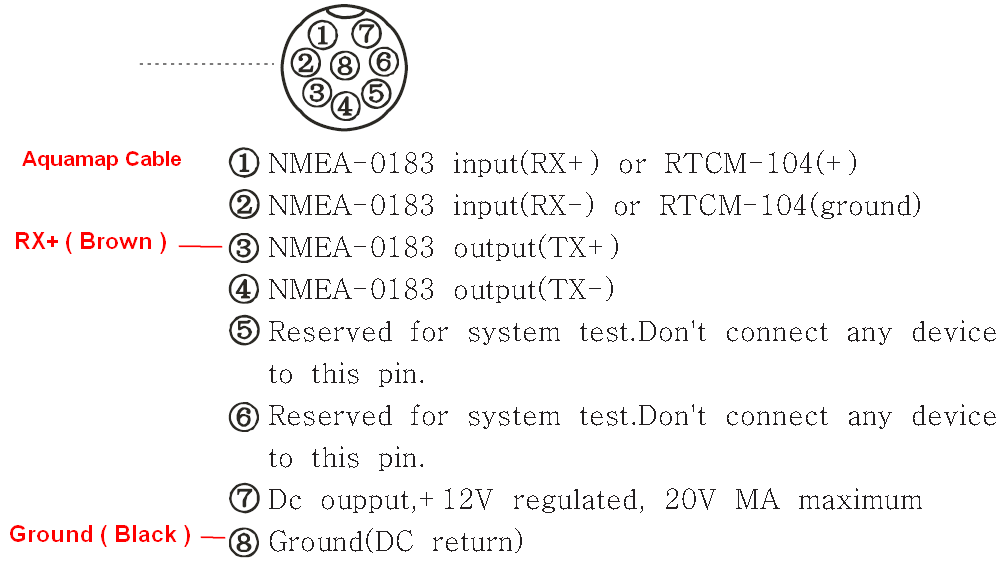 ① ⑦
② ⑧ ⑥
③ ④ ⑤
Aquamap Cable ① NMEA-0183 input(RX+) or RTCM-104(+)
② NMEA-0183 input(RX-) or RTCM-104(ground)
RX+ ( Brown ) ③ NMEA-0183 output(TX+)
④ NMEA-0183 output(TX-)
⑤ Reserved for system test.Don't connect any device
to this pin.
⑥ Reserved for system test.Don't connect any device
to this pin.
⑦ Dc oupput,+12V regulated, 20V MA maximum
Ground ( Black ) ⑧ Ground(DC return)